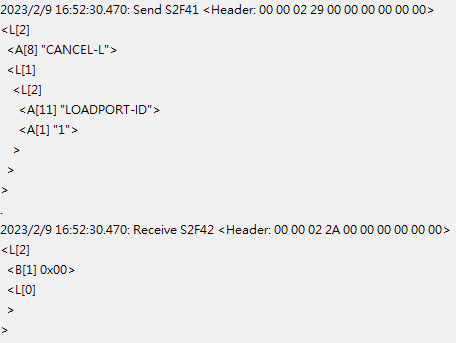 2023/2/9 16:52:30.470: Send S2F41 <Header: 00 00 02 29 00 00 00 00 00 00>
<L[2]
<A[8] "CANCEL-L">
<L[1]
<L[2]
<A[11] "LOADPORT-ID">
<A[1] "1">
>
>
>
.
2023/2/9 16:52:30.470: Receive S2F42 <Header: 00 00 02 2A 00 00 00 00 00 00>
<L[2]
<B[1] 0x00>
<L[0]
>
>